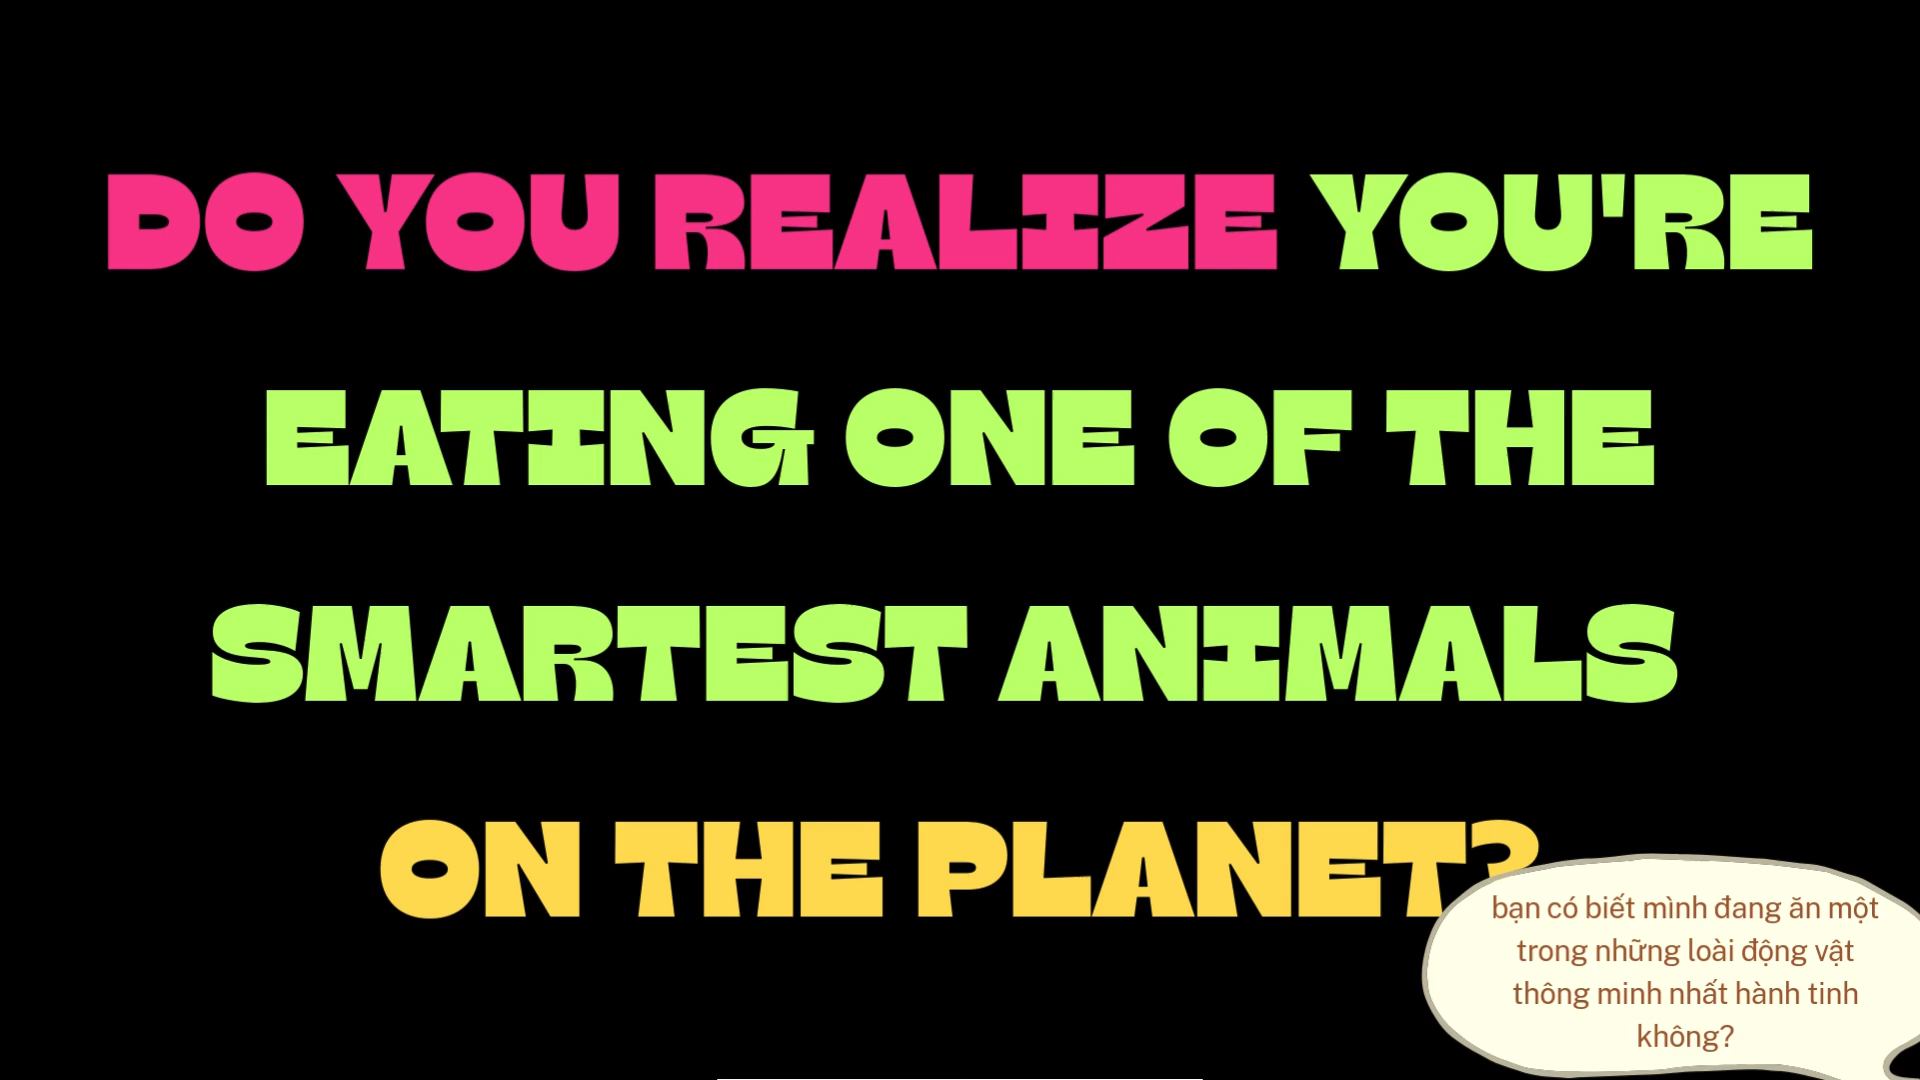 DO YOU REALIZE YOU'RE
EATING ONE OF THE
SMARTEST ANIMALS
ON THE PLANET?
bạn có biết mình đang ăn một
trong những loài động vật
thông minh nhất hành tinh
không?